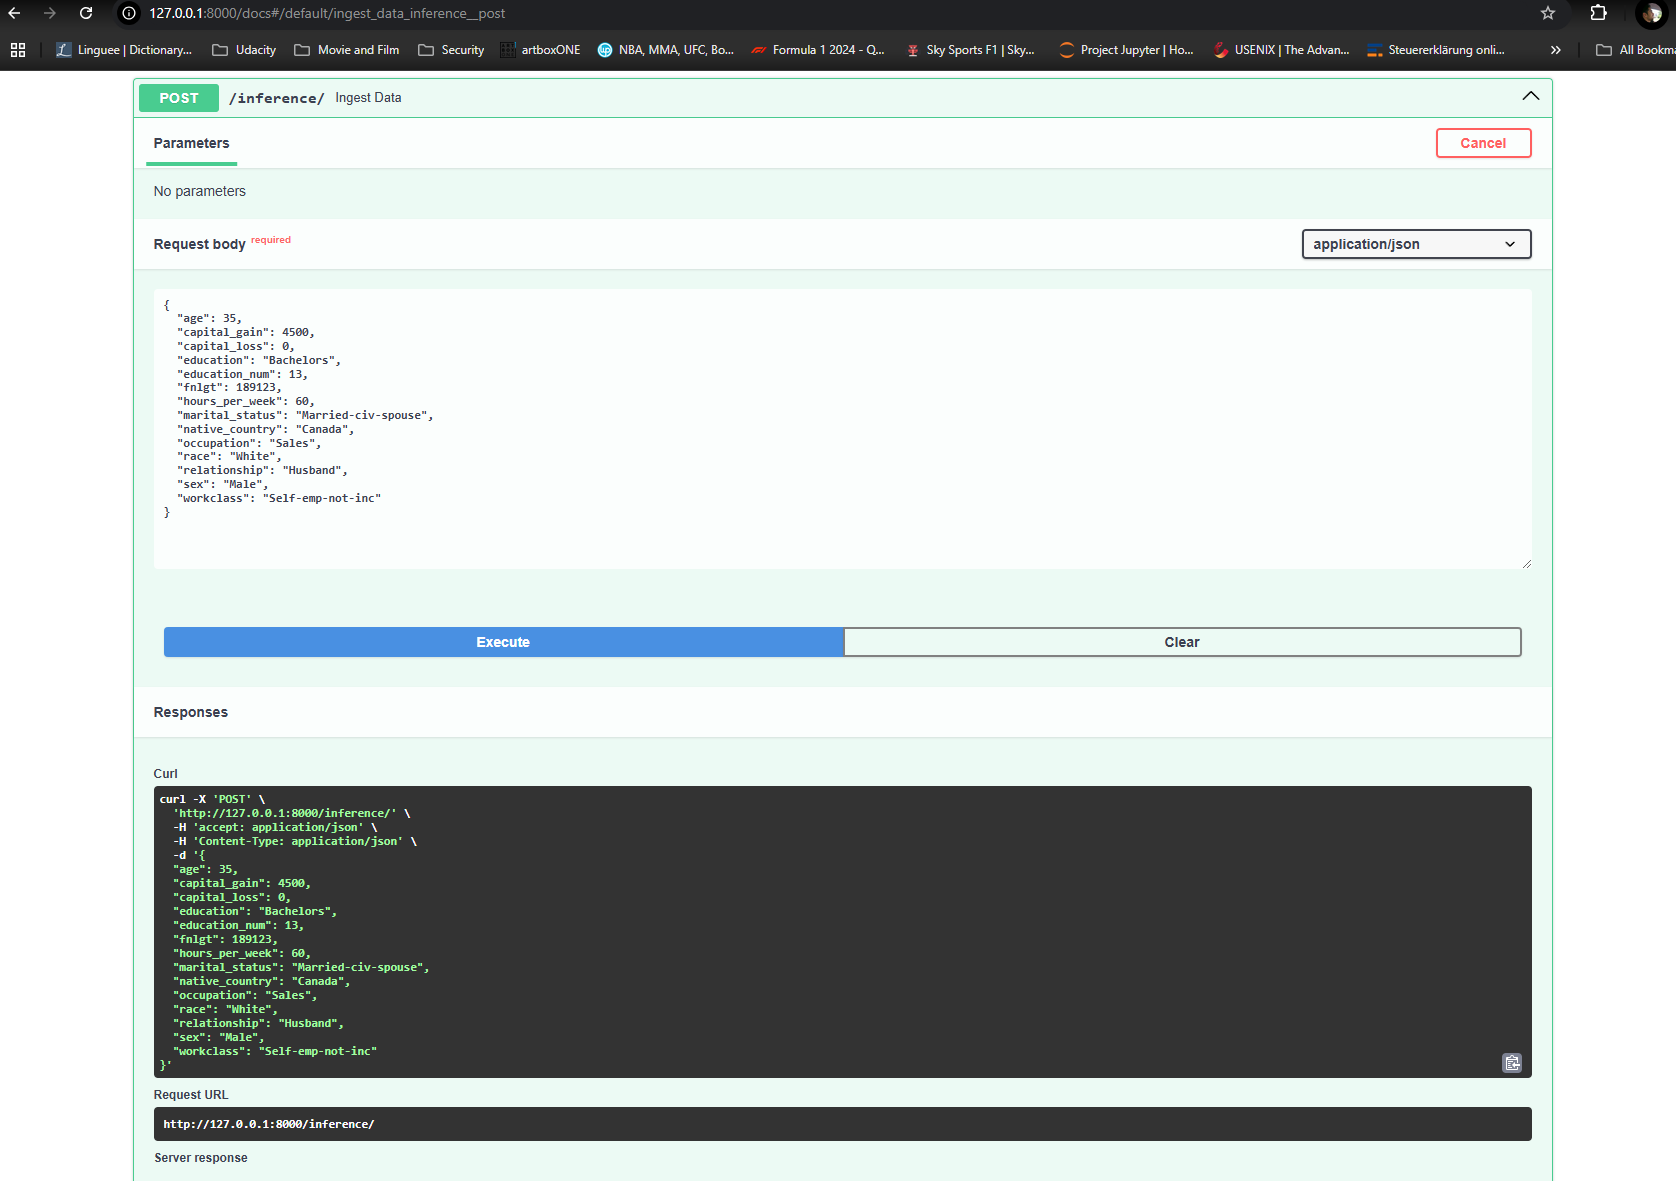 127.0.0.1:8000/docs#/default/ingest_data_inference__post
Linguee | Dictionary... Udacity Movie and Film Security artboxONE NBA, MMA, UFC, Bo... Formula 1 2024 - Q... Sky Sports F1 | Sky... Project Jupyter | Ho... USENIX | The Advan... Steuererklärung onli... » All Bookma
POST /inference/ Ingest Data
Parameters Cancel
No parameters
Request body required application/json
{
"age": 35,
"capital_gain": 4500,
"capital_loss": 0,
"education": "Bachelors",
"education_num": 13,
"fnlgt": 189123,
"hours_per_week": 60,
"marital_status": "Married-civ-spouse",
"native_country": "Canada",
"occupation": "Sales",
"race": "White",
"relationship": "Husband",
"sex": "Male",
"workclass": "Self-emp-not-inc"
}
Execute Clear
Responses
Curl
curl -X 'POST' \
'http://127.0.0.1:8000/inference/' \
-H 'accept: application/json' \
-H 'Content-Type: application/json' \
-d '{
"age": 35,
"capital_gain": 4500,
"capital_loss": 0,
"education": "Bachelors",
"education_num": 13,
"fnlgt": 189123,
"hours_per_week": 60,
"marital_status": "Married-civ-spouse",
"native_country": "Canada",
"occupation": "Sales",
"race": "White",
"relationship": "Husband",
"sex": "Male",
"workclass": "Self-emp-not-inc"
}'
Request URL
http://127.0.0.1:8000/inference/
Server response